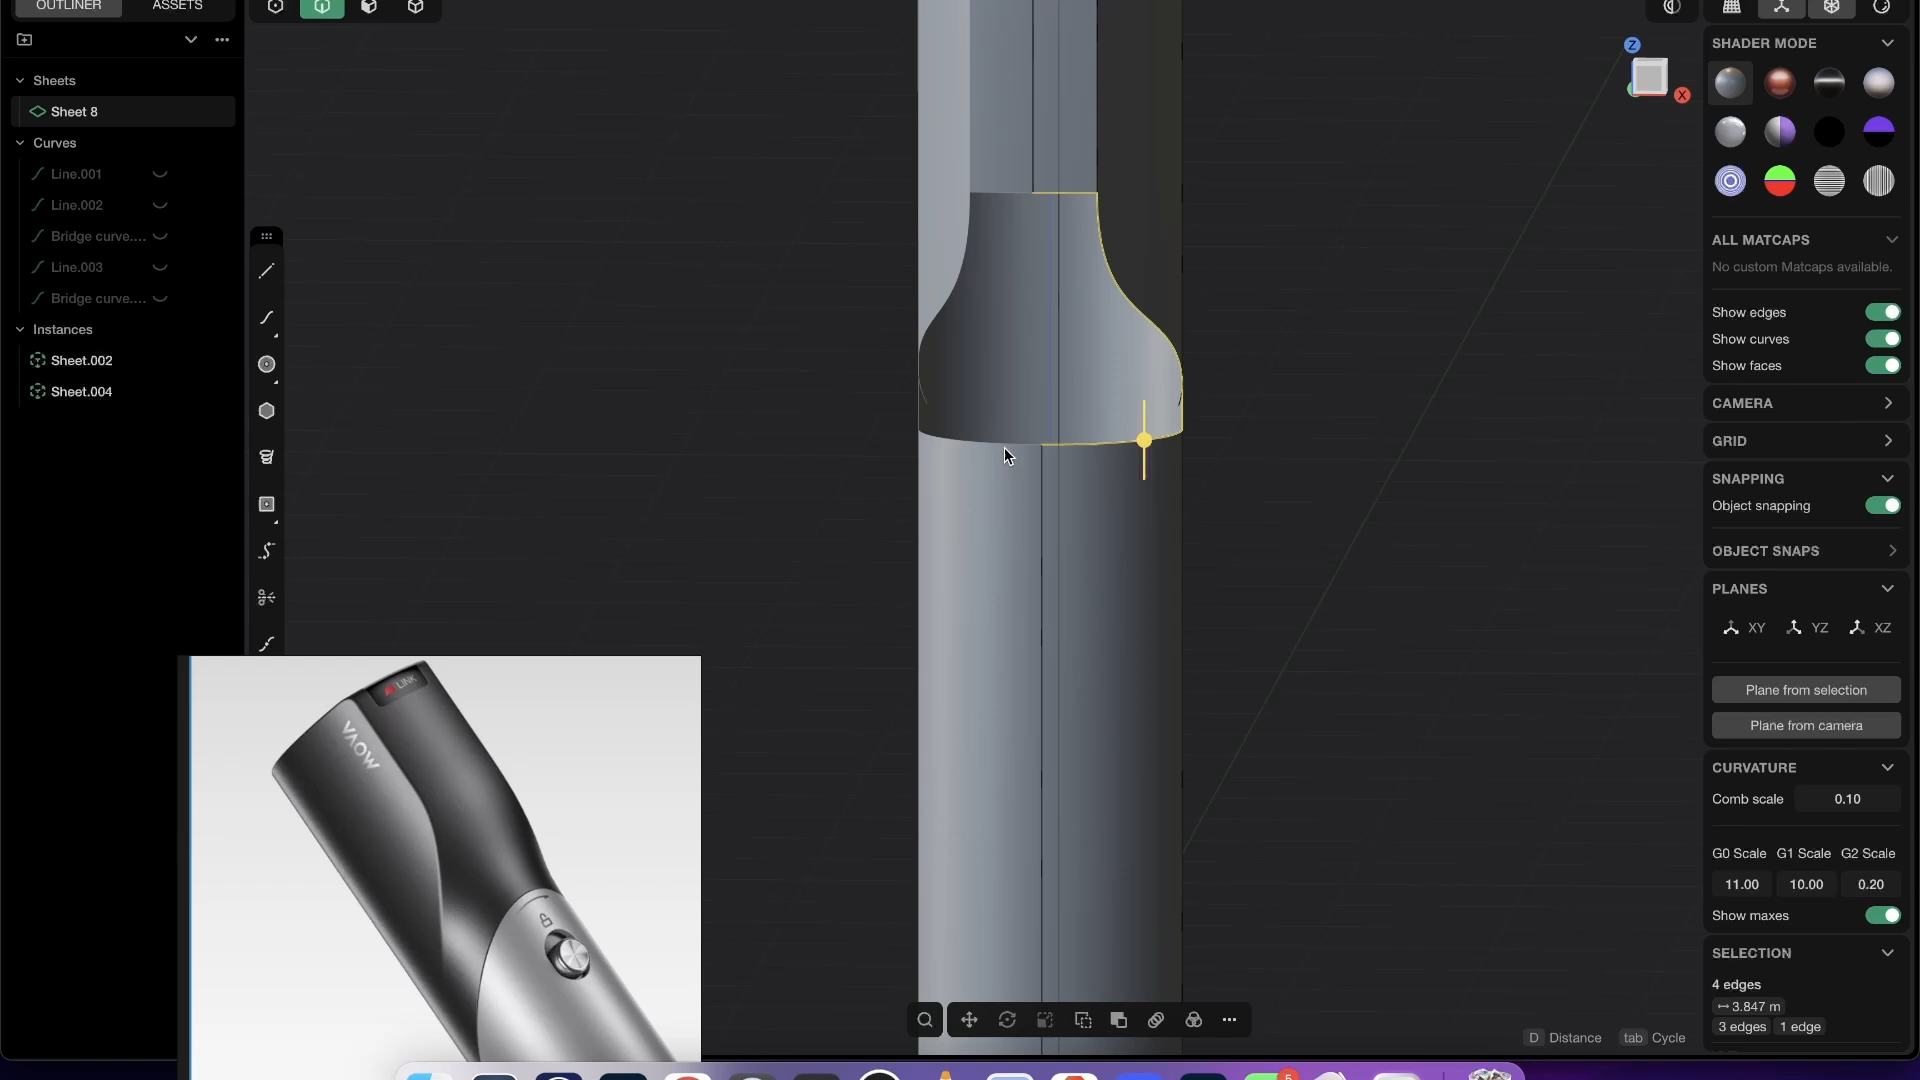 OUTLINER ASSETS
Sheets
Sheet 8
Curves
Line.001
Line.002
Bridge curve....
Line.003
Bridge curve....
Instances
Sheet.002
Sheet.004
LINK
VAOW
Z
X
D Distance tab Cycle
SHADER MODE
ALL MATCAPS
No custom Matcaps available.
Show edges
Show curves
Show faces
CAMERA
GRID
SNAPPING
Object snapping
OBJECT SNAPS
PLANES
XY YZ XZ
Plane from selection
Plane from camera
CURVATURE
Comb scale 0.10
G0 Scale G1 Scale G2 Scale
11.00 10.00 0.20
Show maxes
SELECTION
4 edges
3.847 m
3 edges 1 edge
5